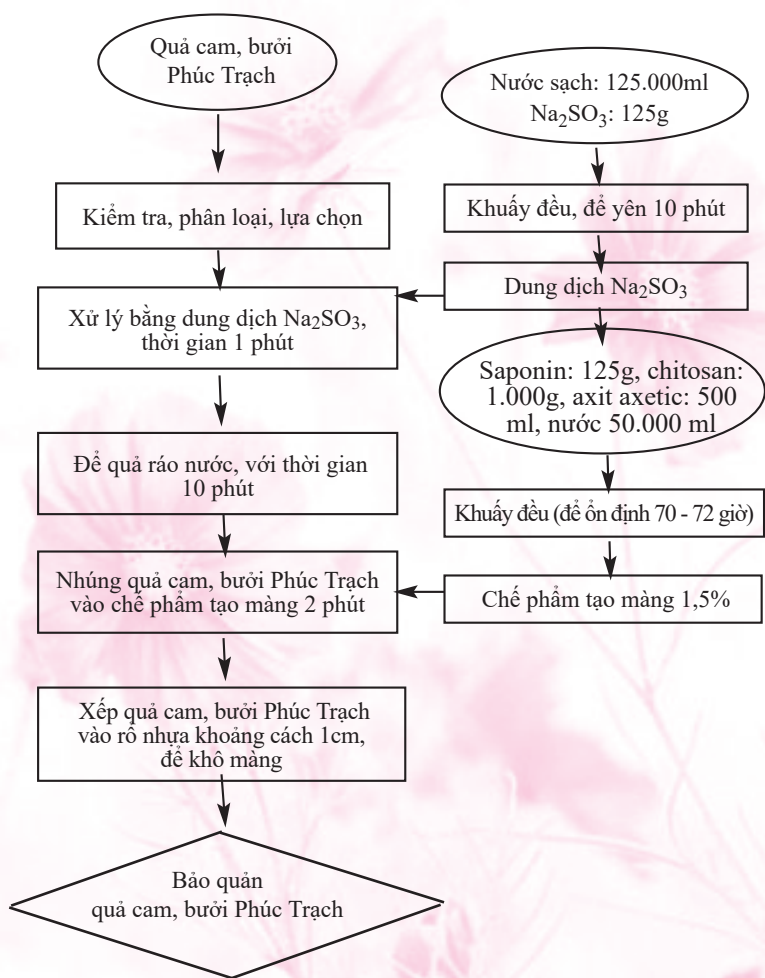 Quả cam, bưởi
Phúc Trạch
Kiểm tra, phân loại, lựa chọn
Xử lý bằng dung dịch Na₂SO₃,
thời gian 1 phút
Để quả ráo nước, với thời gian
10 phút
Nhúng quả cam, bưởi Phúc Trạch
vào chế phẩm tạo màng 2 phút
Xếp quả cam, bưởi Phúc Trạch
vào rổ nhựa khoảng cách 1cm,
để khô màng
Bảo quản
quả cam, bưởi Phúc Trạch
Nước sạch: 125.000ml
Na₂SO₃: 125g
Khuấy đều, để yên 10 phút
Dung dịch Na₂SO₃
Saponin: 125g, chitosan:
1.000g, axit axetic: 500
ml, nước 50.000 ml
Khuấy đều (để ổn định 70 - 72 giờ)
Chế phẩm tạo màng 1,5%